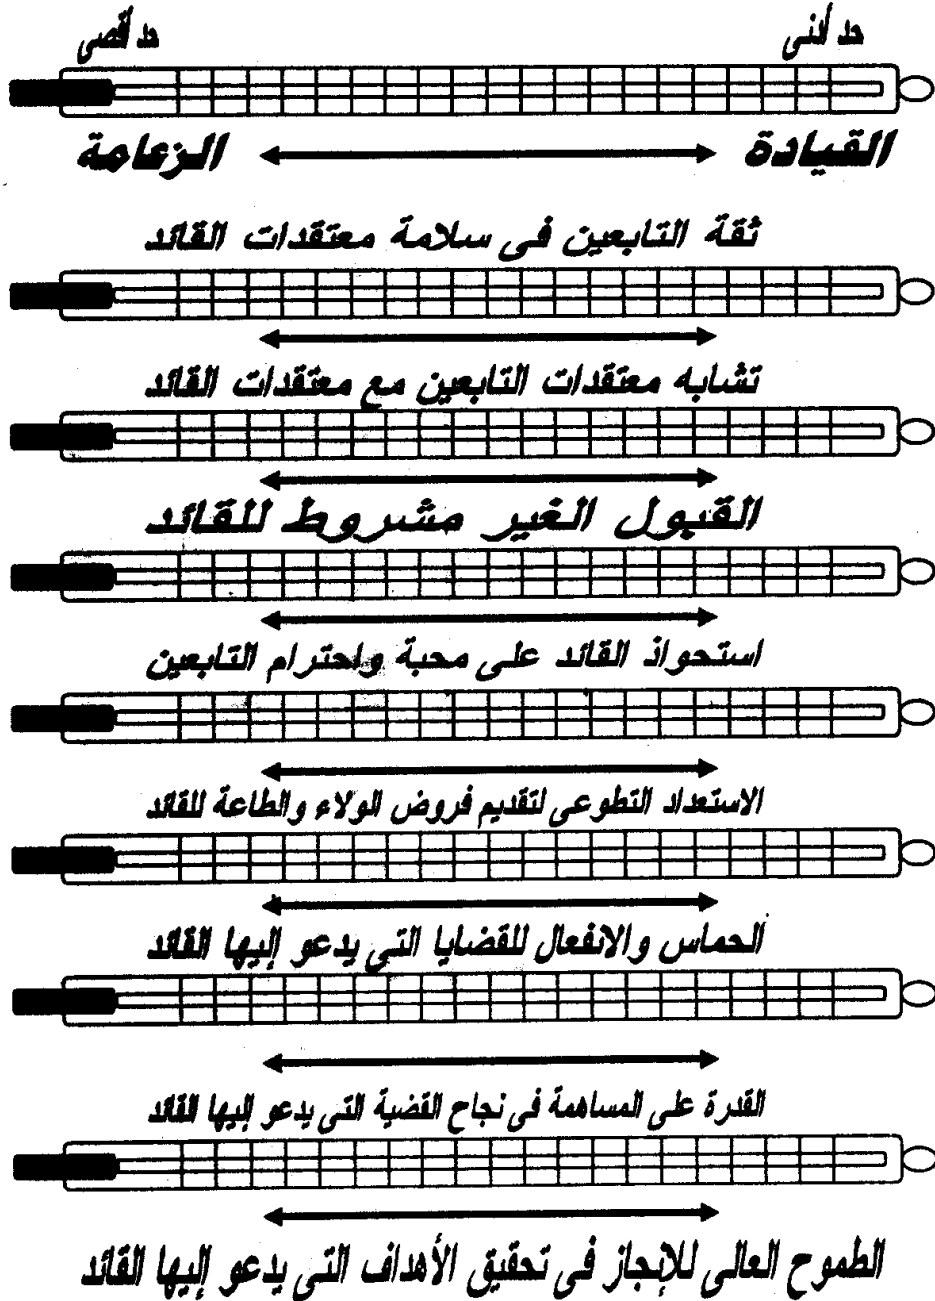 حد أدنى
حد أقصى
القيادة
الزعامة
ثقة التابعين فى سلامة معتقدات القائد
تشابه معتقدات التابعين مع معتقدات القائد
القبول الغير مشروط للقائد
استحواذ القائد على محبة واحترام التابعين
الاستعداد التطوعى لتقديم فروض الولاء والطاعة للقائد
الحماس والانفعال للقضايا التى يدعو إليها القائد
القدرة على المساهمة فى نجاح القضية التى يدعو إليها القائد
الطموح العالى للإنجاز فى تحقيق الأهداف التى يدعو إليها القائد